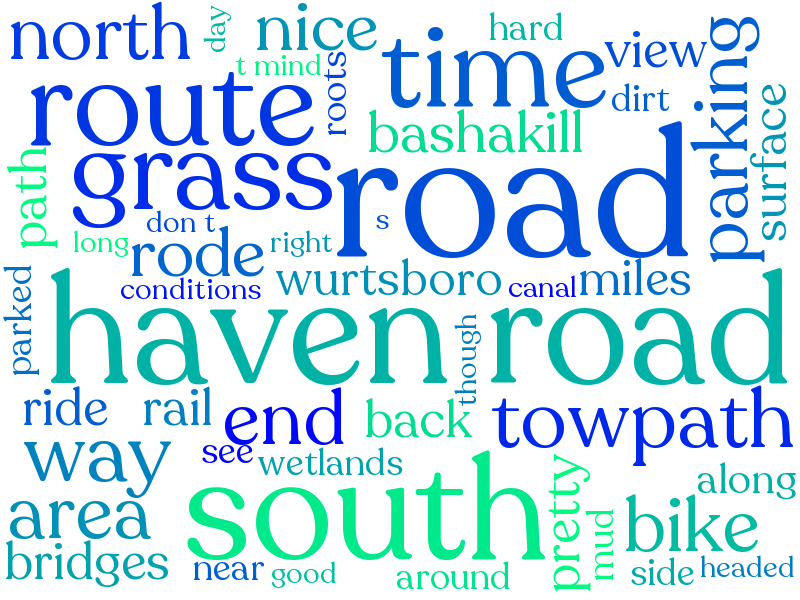 north
day
nice
hard
time
view
parking
t mind
roots
route
dirt
surface
bashakill
grass
road
path
don t
s
long
rode
right
wurtsboro
miles
conditions
canal
parked
haven road
though
ride
rail
end
back
towpath
see
way
wetlands
south
pretty
along
area
bike
mud
bridges
near
good
around
side
headed